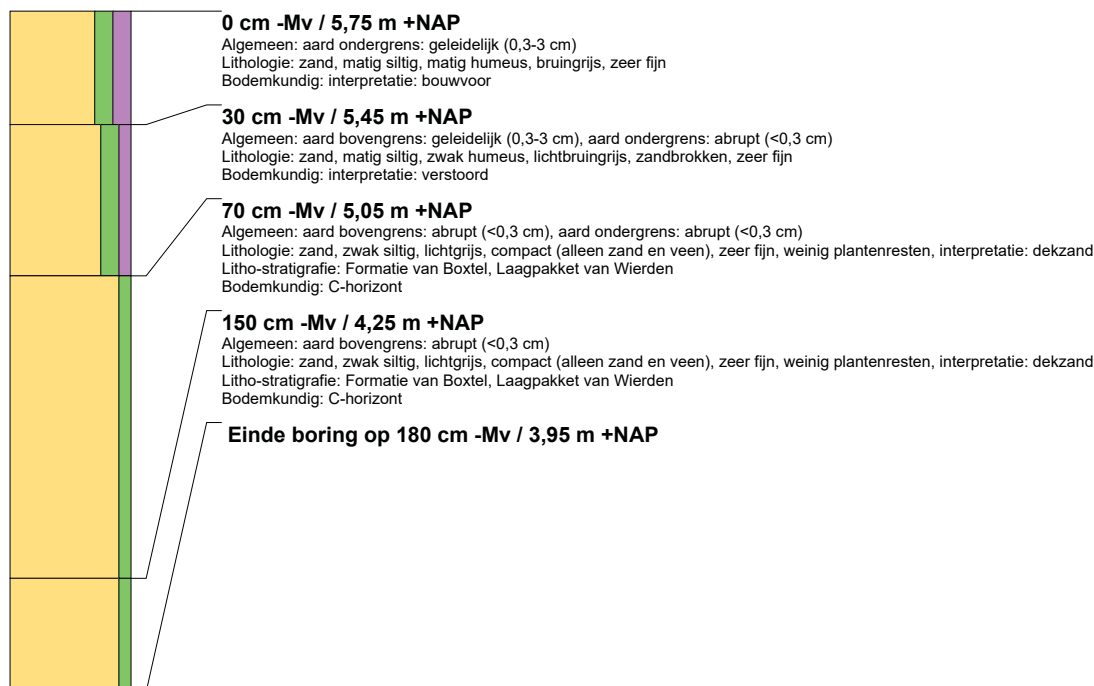 0 cm -Mv / 5,75 m +NAP
Algemeen: aard ondergrens: geleidelijk (0,3-3 cm)
Lithologie: zand, matig siltig, matig humeus, bruingrijs, zeer fijn
Bodemkundig: interpretatie: bouwvoor
30 cm -Mv / 5,45 m +NAP
Algemeen: aard bovengrens: geleidelijk (0,3-3 cm), aard ondergrens: abrupt (<0,3 cm)
Lithologie: zand, matig siltig, zwak humeus, lichtbruingrijs, zandbrokken, zeer fijn
Bodemkundig: interpretatie: verstoord
70 cm -Mv / 5,05 m +NAP
Algemeen: aard bovengrens: abrupt (<0,3 cm), aard ondergrens: abrupt (<0,3 cm)
Lithologie: zand, zwak siltig, lichtgrijs, compact (alleen zand en veen), zeer fijn, weinig plantenresten, interpretatie: dekzand
Litho-stratigrafie: Formatie van Boxtel, Laagpakket van Wierden
Bodemkundig: C-horizont
150 cm -Mv / 4,25 m +NAP
Algemeen: aard bovengrens: abrupt (<0,3 cm)
Lithologie: zand, zwak siltig, lichtgrijs, compact (alleen zand en veen), zeer fijn, weinig plantenresten, interpretatie: dekzand
Litho-stratigrafie: Formatie van Boxtel, Laagpakket van Wierden
Bodemkundig: C-horizont
Einde boring op 180 cm -Mv / 3,95 m +NAP